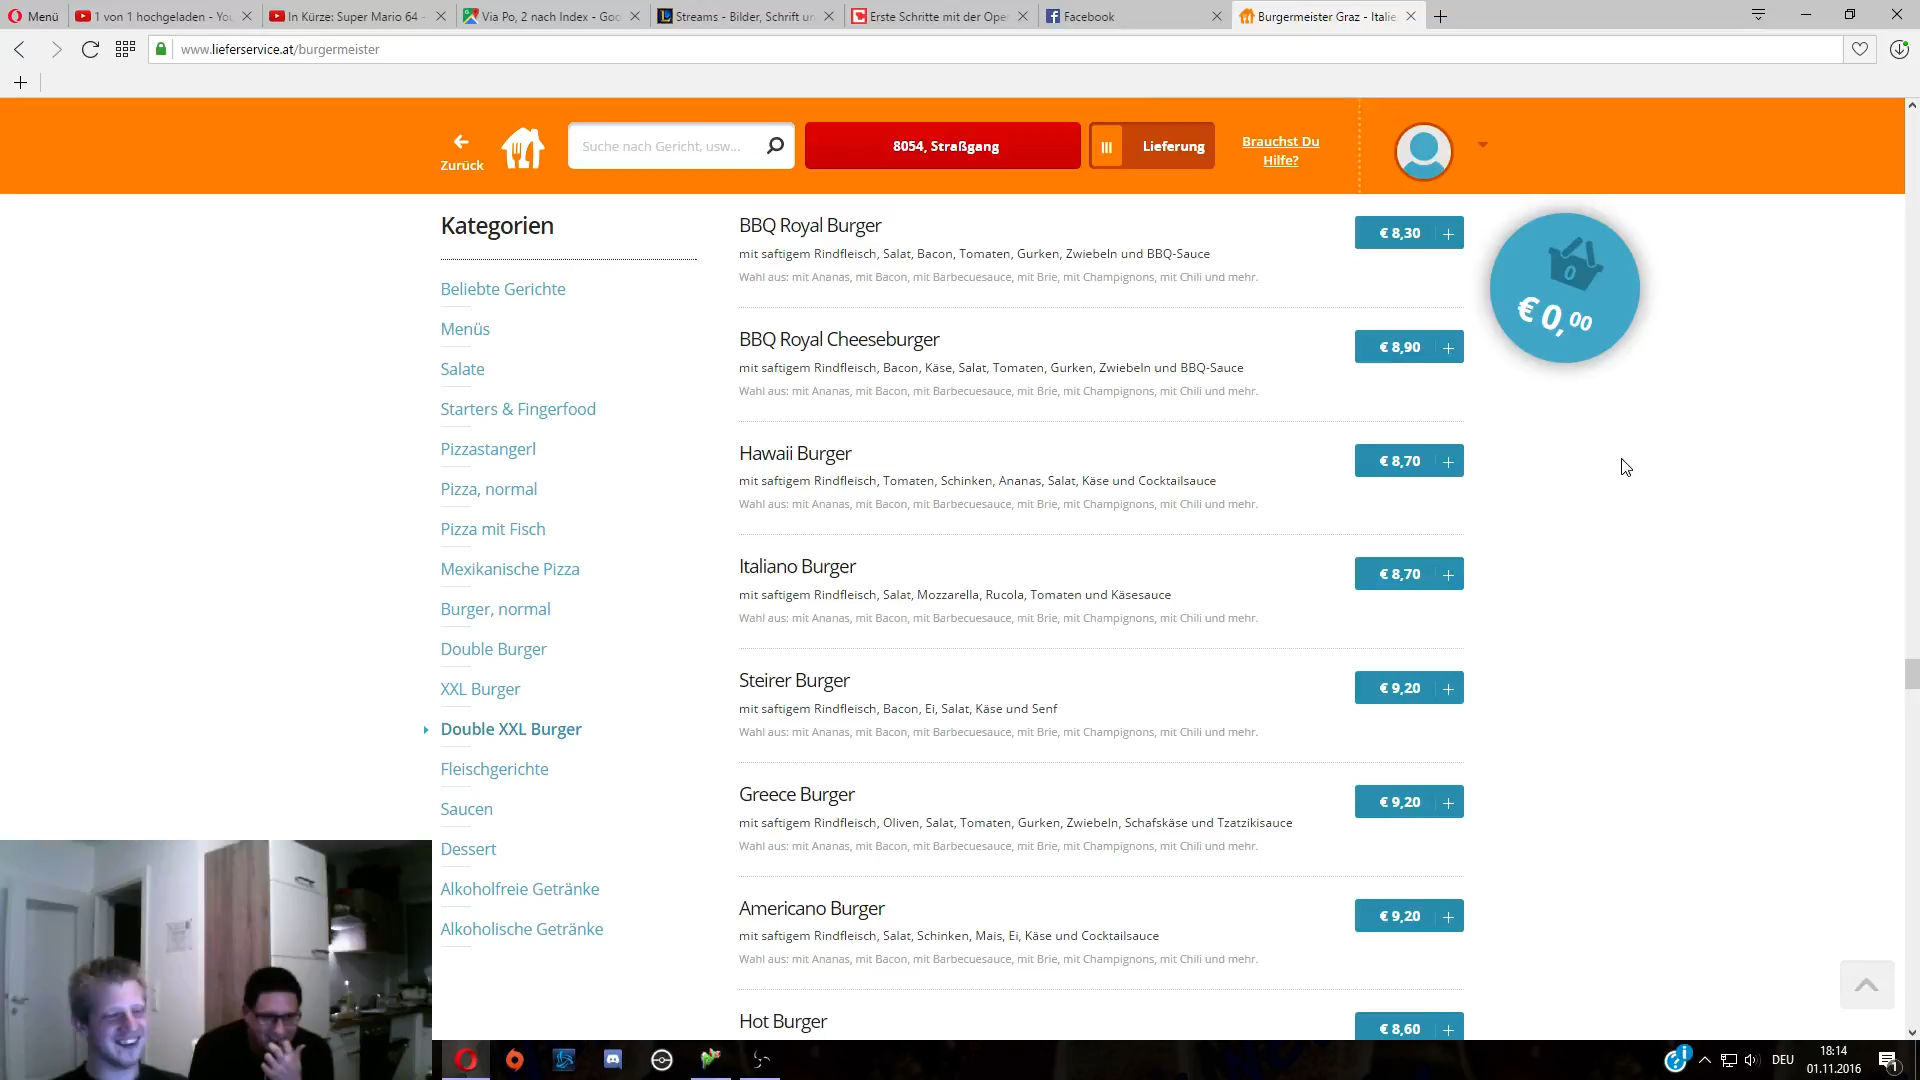 Menü
1 von 1 hochgeladen - You
In Kürze: Super Mario 64 -
Via Po, 2 nach Index - Goo
Streams - Bilder, Schrift un
Erste Schritte mit der Oper
Facebook
Burgermeister Graz - Italie
www.lieferservice.at/burgermeister
Zurück
Suche nach Gericht, usw...
8054, Straßgang
Lieferung
Brauchst Du
Hilfe?
0
€ 0,00
Kategorien
Beliebte Gerichte
Menüs
Salate
Starters & Fingerfood
Pizzastangerl
Pizza, normal
Pizza mit Fisch
Mexikanische Pizza
Burger, normal
Double Burger
XXL Burger
Double XXL Burger
Fleischgerichte
Saucen
Dessert
Alkoholfreie Getränke
Alkoholische Getränke
BBQ Royal Burger
€ 8,30 +
mit saftigem Rindfleisch, Salat, Bacon, Tomaten, Gurken, Zwiebeln und BBQ-Sauce
Wahl aus: mit Ananas, mit Bacon, mit Barbecuesauce, mit Brie, mit Champignons, mit Chili und mehr.
BBQ Royal Cheeseburger
€ 8,90 +
mit saftigem Rindfleisch, Bacon, Käse, Salat, Tomaten, Gurken, Zwiebeln und BBQ-Sauce
Wahl aus: mit Ananas, mit Bacon, mit Barbecuesauce, mit Brie, mit Champignons, mit Chili und mehr.
Hawaii Burger
€ 8,70 +
mit saftigem Rindfleisch, Tomaten, Schinken, Ananas, Salat, Käse und Cocktailsauce
Wahl aus: mit Ananas, mit Bacon, mit Barbecuesauce, mit Brie, mit Champignons, mit Chili und mehr.
Italiano Burger
€ 8,70 +
mit saftigem Rindfleisch, Salat, Mozzarella, Rucola, Tomaten und Käsesauce
Wahl aus: mit Ananas, mit Bacon, mit Barbecuesauce, mit Brie, mit Champignons, mit Chili und mehr.
Steirer Burger
€ 9,20 +
mit saftigem Rindfleisch, Bacon, Ei, Salat, Käse und Senf
Wahl aus: mit Ananas, mit Bacon, mit Barbecuesauce, mit Brie, mit Champignons, mit Chili und mehr.
Greece Burger
€ 9,20 +
mit saftigem Rindfleisch, Oliven, Salat, Tomaten, Gurken, Zwiebeln, Schafskäse und Tzatzikisauce
Wahl aus: mit Ananas, mit Bacon, mit Barbecuesauce, mit Brie, mit Champignons, mit Chili und mehr.
Americano Burger
€ 9,20 +
mit saftigem Rindfleisch, Salat, Schinken, Mais, Ei, Käse und Cocktailsauce
Wahl aus: mit Ananas, mit Bacon, mit Barbecuesauce, mit Brie, mit Champignons, mit Chili und mehr.
Hot Burger
€ 8,60 +
DEU
18:14
01.11.2016
1